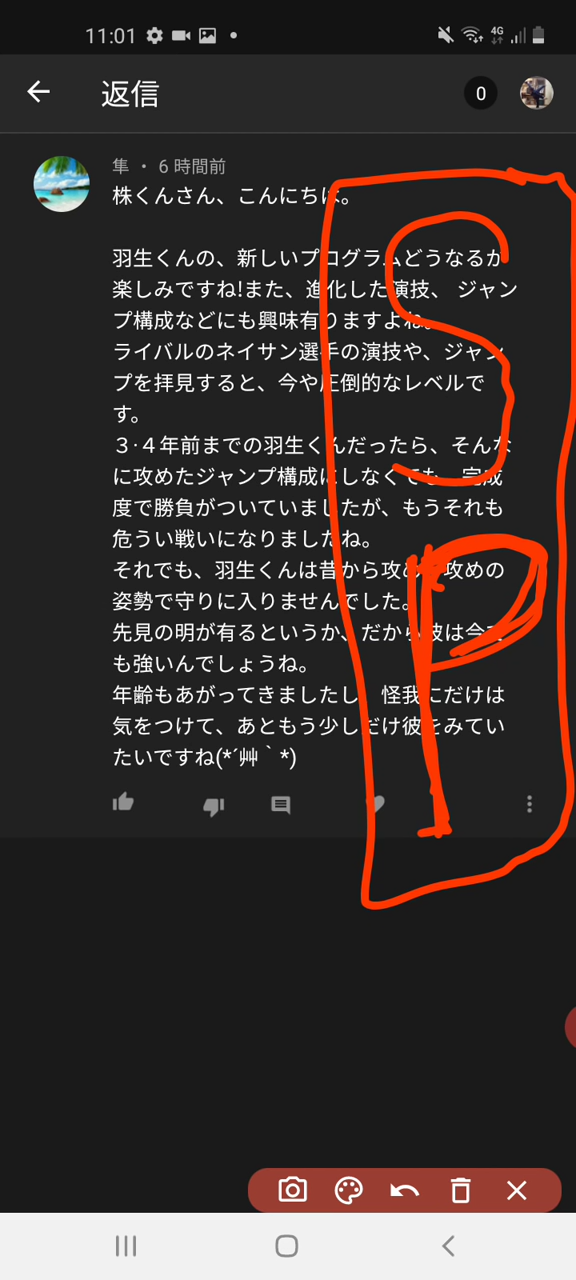 11:01
4G
返信
0
隼 ・ 6 時間前
株くんさん、こんにちは。
羽生くんの、新しいプログラムどうなるか
楽しみですね!また、進化した演技、 ジャン
プ構成などにも興味有りますよね。
ライバルのネイサン選手の演技や、ジャン
プを拝見すると、今や圧倒的なレベルで
す。
３·４年前までの羽生くんだったら、そんな
に攻めたジャンプ構成にしなくても、完成
度で勝負がついていましたが、もうそれも
危うい戦いになりましたね。
それでも、羽生くんは昔から攻めて攻めの
姿勢で守りに入りませんでした。
先見の明が有るというか、だから彼は今で
も強いんでしょうね。
年齢もあがってきましたし、怪我にだけは
気をつけて、あともう少しだけ彼をみてい
たいですね(*´艸｀*)
SP